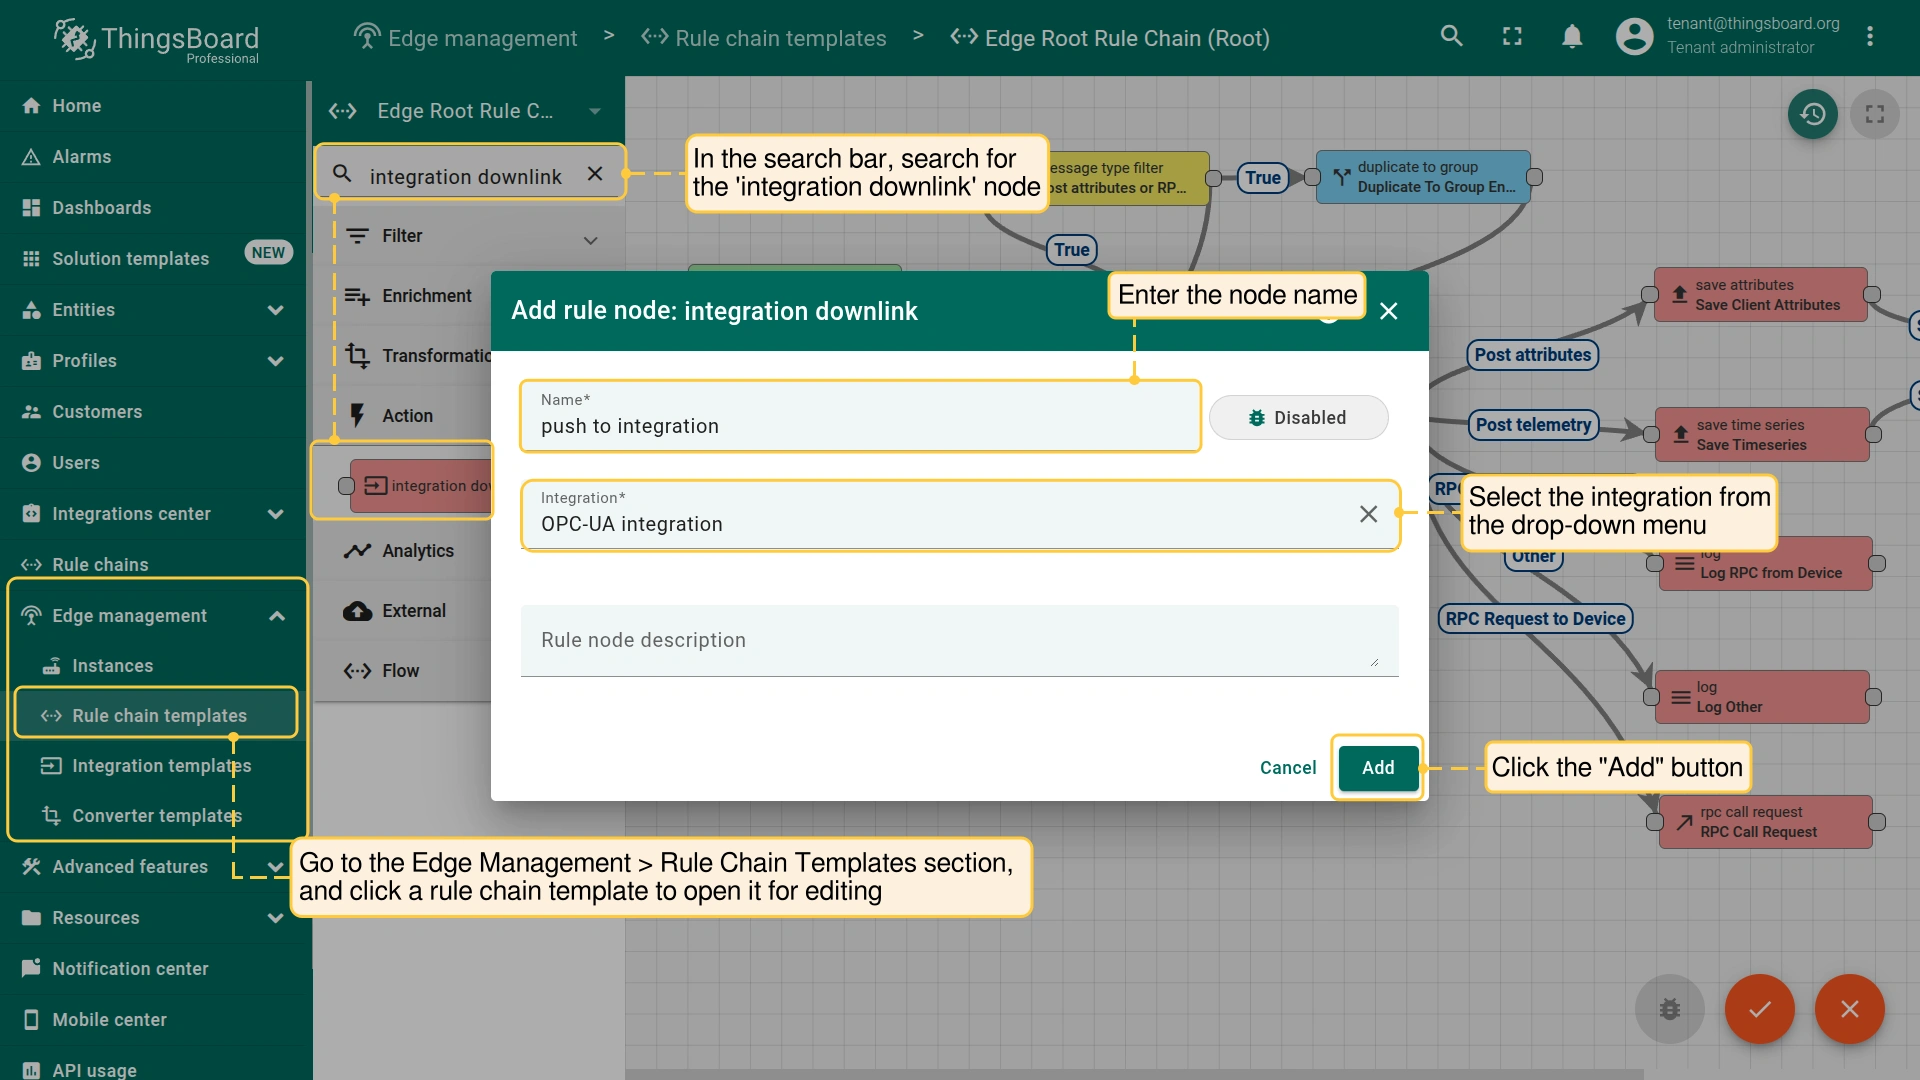 ThingsBoard
Professional
Edge management > Rule chain templates > Edge Root Rule Chain (Root)
tenant@thingsboard.org
Tenant administrator
Home
Alarms
Dashboards
Solution templates NEW
Entities
Profiles
Customers
Users
Integrations center
Rule chains
Edge management
Instances
Rule chain templates
Integration templates
Converter templates
Advanced features
Resources
Notification center
Mobile center
API usage
Edge Root Rule C...
integration downlink
Filter
Enrichment
Transformatio
Action
integration dow
Analytics
External
Flow
In the search bar, search for
the 'integration downlink' node
essage type filter
ost attributes or RP...
True
duplicate to group
Duplicate To Group En...
True
Add rule node: integration downlink
Enter the node name
Name*
push to integration
Disabled
Integration*
OPC-UA integration
Rule node description
Cancel
Add
Select the integration from
the drop-down menu
Click the "Add" button
Go to the Edge Management > Rule Chain Templates section,
and click a rule chain template to open it for editing
save attributes
Save Client Attributes
Post attributes
Post telemetry
save time series
Save Timeseries
RPC
Other
log
Log RPC from Device
RPC Request to Device
log
Log Other
rpc call request
RPC Call Request